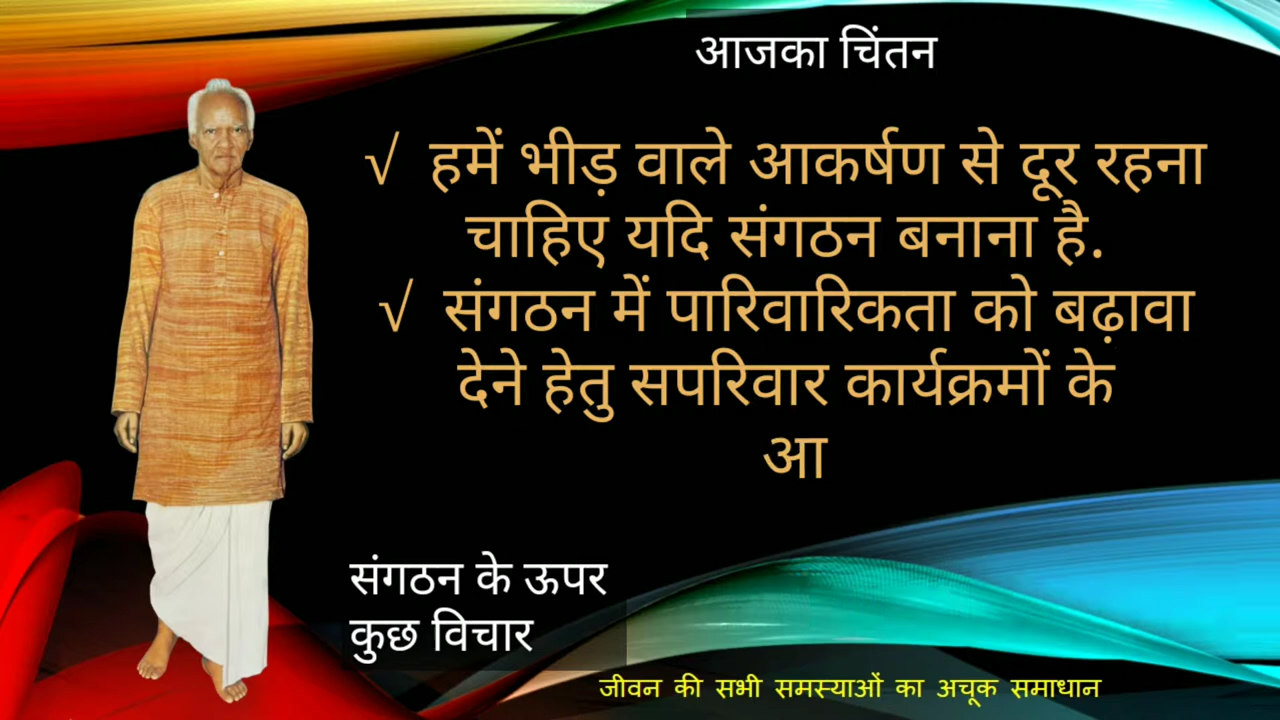 आजका चिंतन
√ हमें भीड़ वाले आकर्षण से दूर रहना
चाहिए यदि संगठन बनाना है.
√ संगठन में पारिवारिकता को बढ़ावा
देने हेतु सपरिवार कार्यक्रमों के
आ
संगठन के ऊपर
कुछ विचार
जीवन की सभी समस्याओं का अचूक समाधान